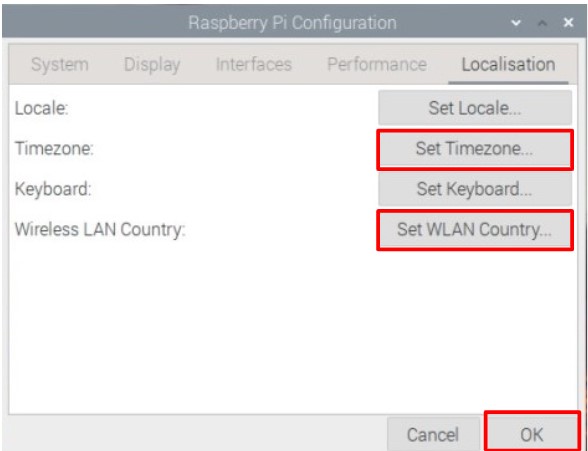 Raspberry Pi Configuration
System Display Interfaces Performance Localisation
Locale: Set Locale...
Timezone: Set Timezone...
Keyboard: Set Keyboard...
Wireless LAN Country: Set WLAN Country...
Cancel OK